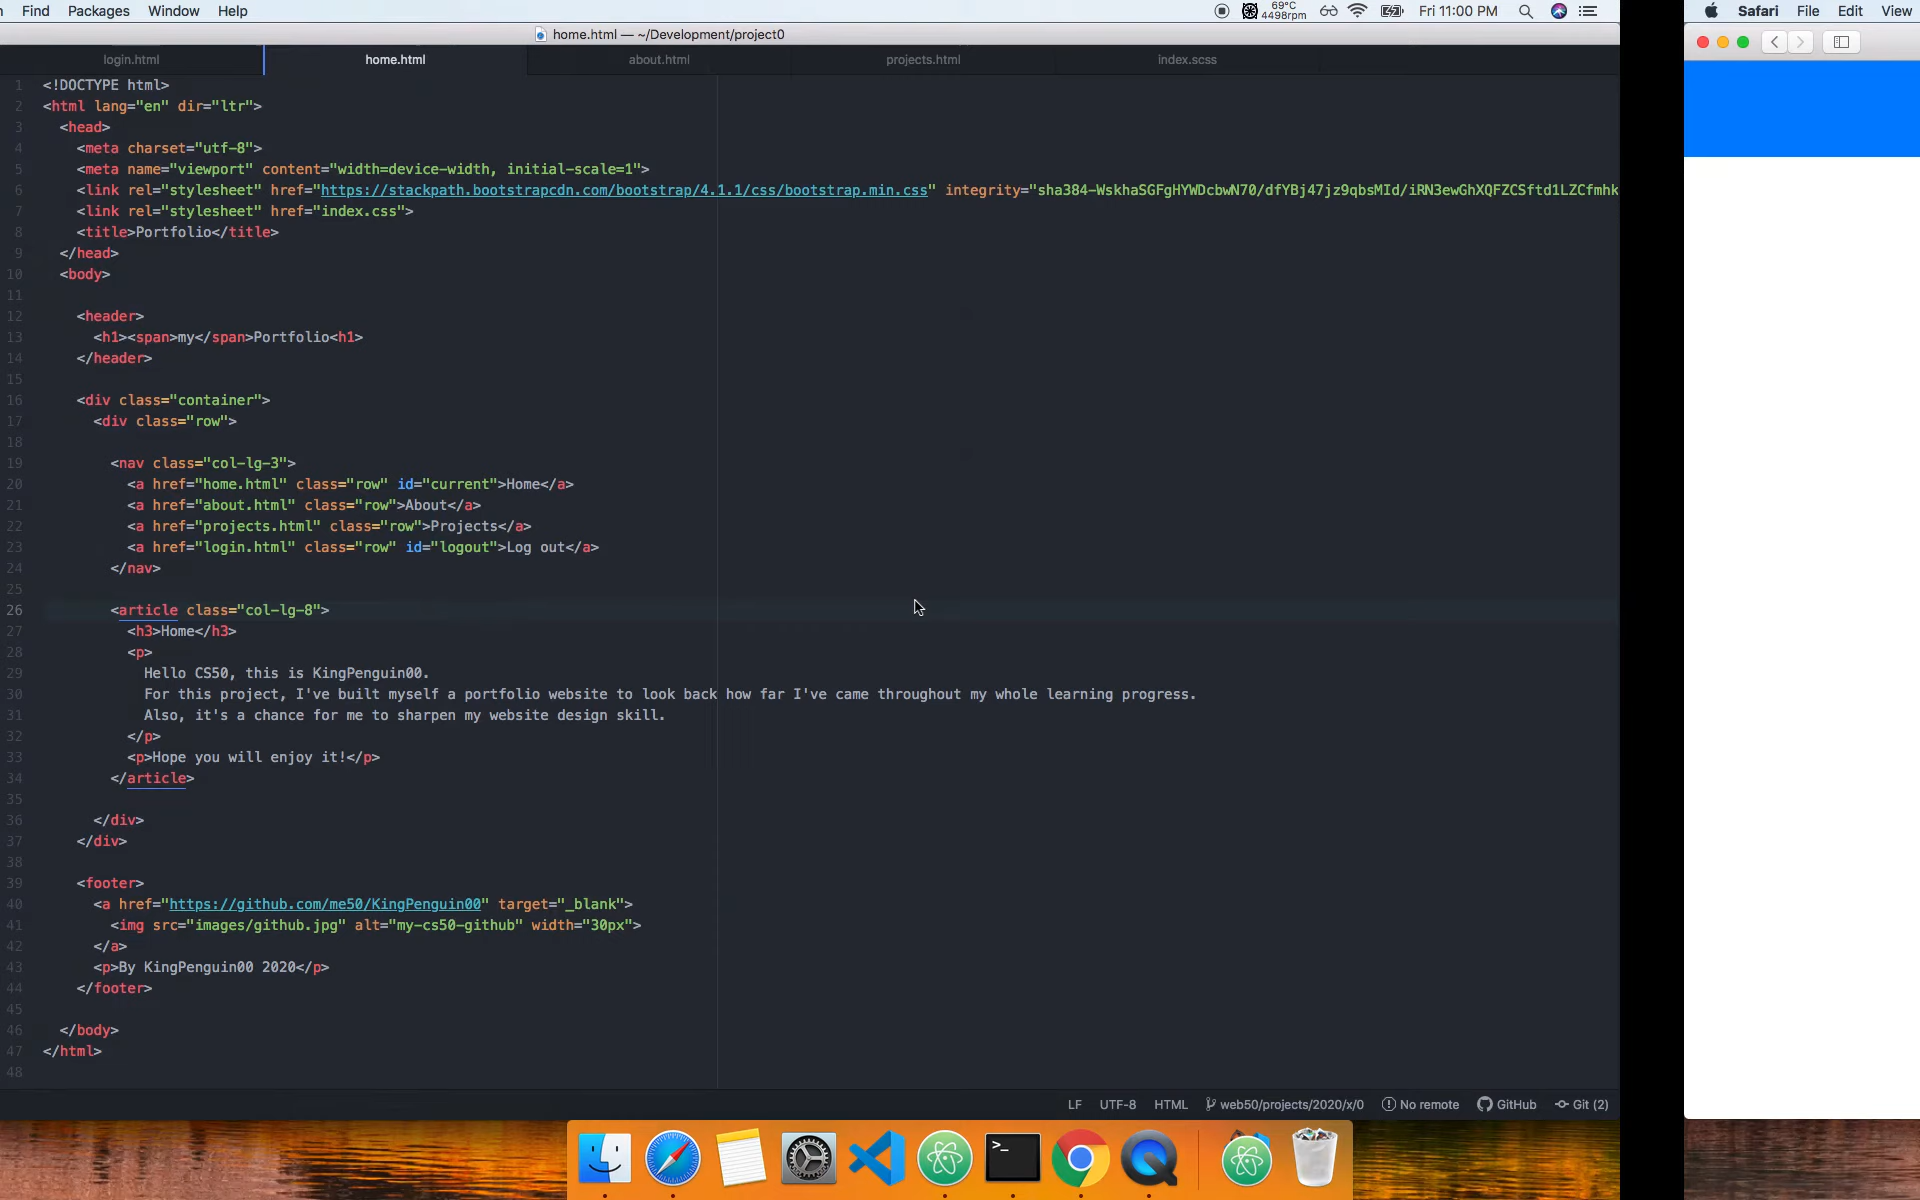 Find Packages Window Help
69°C
4498rpm
Fri 11:00 PM
Safari File Edit View
home.html — ~/Development/project0
login.html home.html about.html projects.html index.scss
1 <!DOCTYPE html>
2 <html lang="en" dir="ltr">
3 <head>
4 <meta charset="utf-8">
5 <meta name="viewport" content="width=device-width, initial-scale=1">
6 <link rel="stylesheet" href="https://stackpath.bootstrapcdn.com/bootstrap/4.1.1/css/bootstrap.min.css" integrity="sha384-WskhaSGFgHYWDcbwN70/dfYBj47jz9qbsMId/iRN3ewGhXQFZCSftd1LZCfmhk
7 <link rel="stylesheet" href="index.css">
8 <title>Portfolio</title>
9 </head>
10 <body>
11
12 <header>
13 <h1><span>my</span>Portfolio<h1>
14 </header>
15
16 <div class="container">
17 <div class="row">
18
19 <nav class="col-lg-3">
20 <a href="home.html" class="row" id="current">Home</a>
21 <a href="about.html" class="row">About</a>
22 <a href="projects.html" class="row">Projects</a>
23 <a href="login.html" class="row" id="logout">Log out</a>
24 </nav>
25
26 <article class="col-lg-8">
27 <h3>Home</h3>
28 <p>
29 Hello CS50, this is KingPenguin00.
30 For this project, I've built myself a portfolio website to look back how far I've came throughout my whole learning progress.
31 Also, it's a chance for me to sharpen my website design skill.
32 </p>
33 <p>Hope you will enjoy it!</p>
34 </article>
35
36 </div>
37 </div>
38
39 <footer>
40 <a href="https://github.com/me50/KingPenguin00" target="_blank">
41 <img src="images/github.jpg" alt="my-cs50-github" width="30px">
42 </a>
43 <p>By KingPenguin00 2020</p>
44 </footer>
45
46 </body>
47 </html>
48
LF UTF-8 HTML web50/projects/2020/x/0 No remote GitHub Git (2)
>_